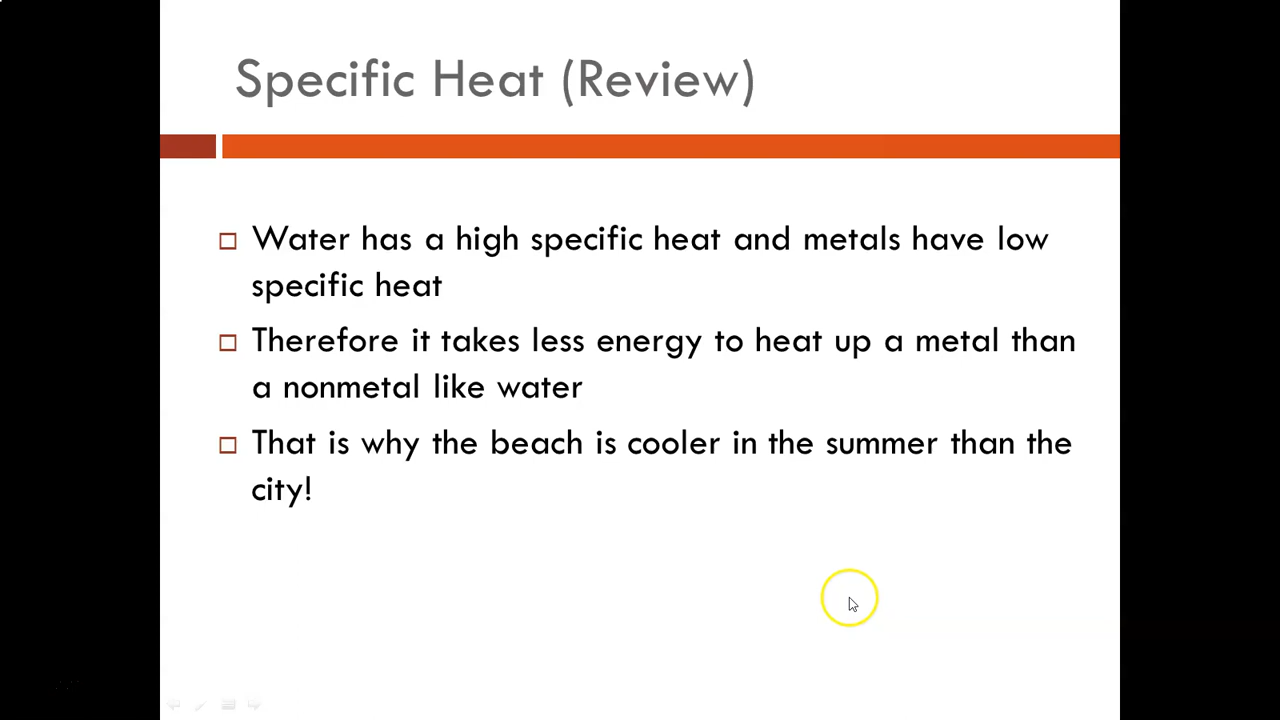 Specific Heat (Review)
Water has a high specific heat and metals have low
specific heat
Therefore it takes less energy to heat up a metal than
a nonmetal like water
That is why the beach is cooler in the summer than the
city!